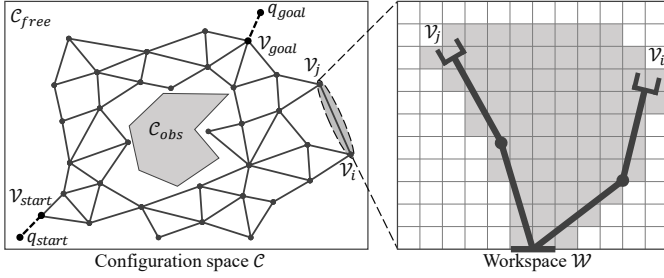 𝒞_free
q_goal
𝒱_goal
𝒱_j
𝒞_obs
𝒱_i
𝒱_start
q_start
Configuration space 𝒞
𝒱_j
𝒱_i
Workspace 𝒲